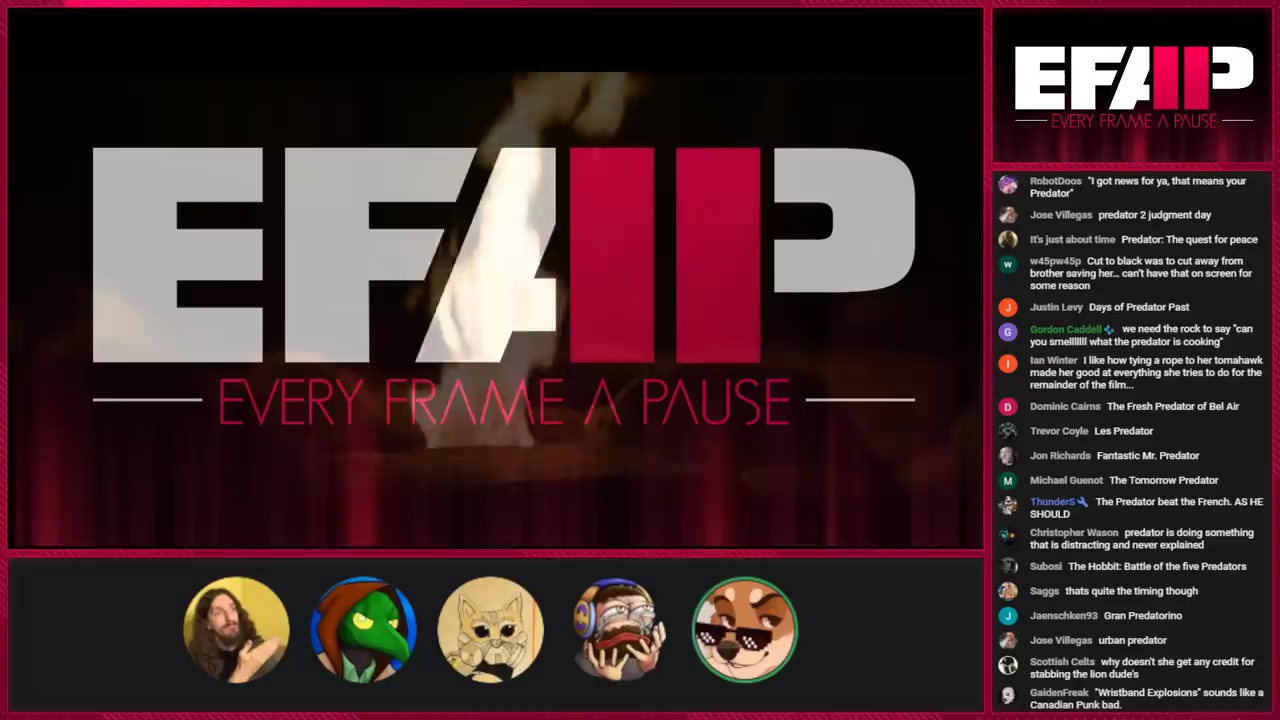 EFAP
EVERY FRAME A PAUSE
EFAP
EVERY FRAME A PAUSE
RobotDoos "I got news for ya, that means your
Predator"
Jose Villegas predator 2 judgment day
It's just about time Predator: The quest for peace
w
w45pw45p Cut to black was to cut away from
brother saving her... can't have that on screen for
some reason
J
Justin Levy Days of Predator Past
G
Gordon Caddell we need the rock to say "can
you smelllllll what the predator is cooking"
I
Ian Winter I like how tying a rope to her tomahawk
made her good at everything she tries to do for the
remainder of the film...
D
Dominic Cairns The Fresh Predator of Bel Air
Trevor Coyle Les Predator
Jon Richards Fantastic Mr. Predator
M
Michael Guenot The Tomorrow Predator
ThunderS The Predator beat the French. AS HE
SHOULD
Christopher Wason predator is doing something
that is distracting and never explained
Subosi The Hobbit: Battle of the five Predators
Saggs thats quite the timing though
J
Jaenschken93 Gran Predatorino
Jose Villegas urban predator
Scottish Celts why doesn't she get any credit for
stabbing the lion dude's
GaidenFreak "Wristband Explosions" sounds like a
Canadian Punk bad.